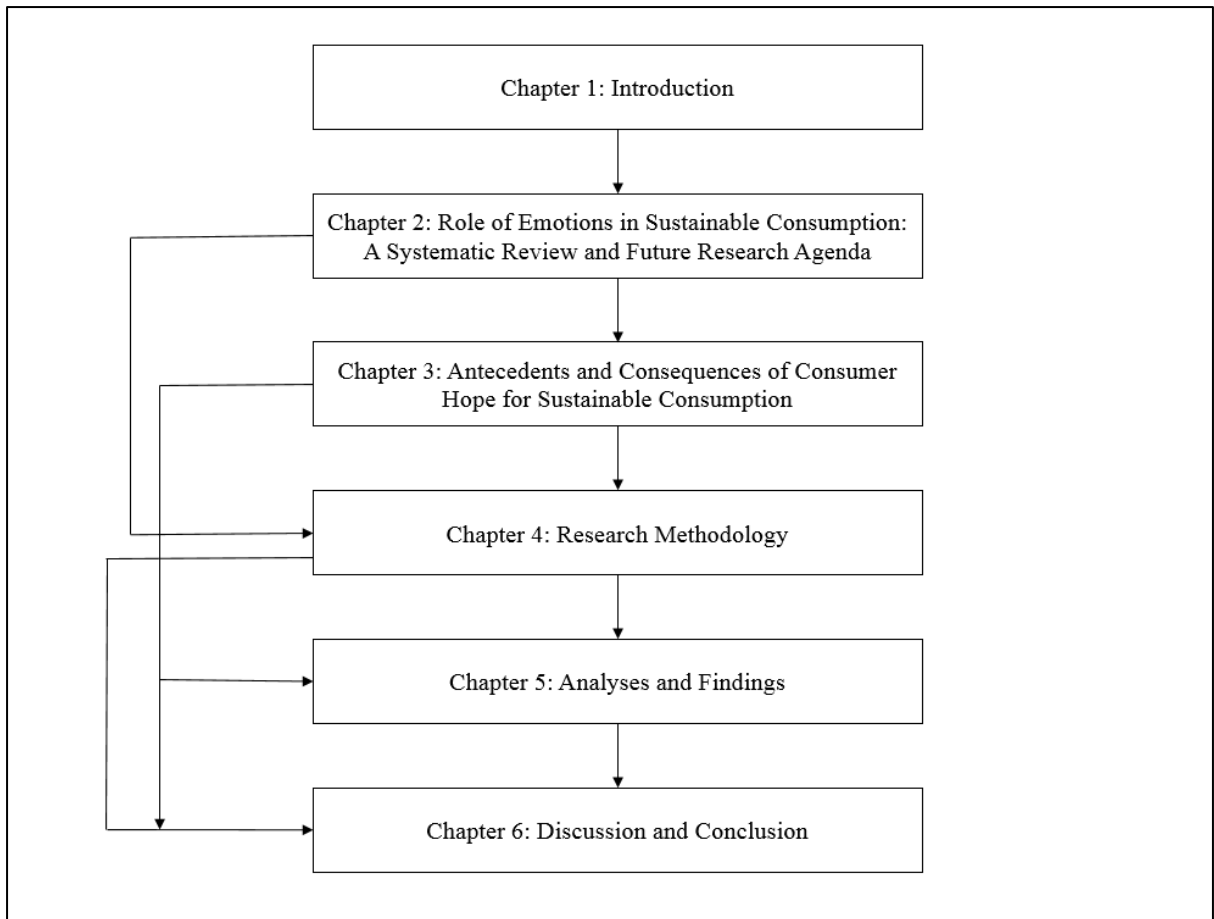 Chapter 1: Introduction
Chapter 2: Role of Emotions in Sustainable Consumption:
A Systematic Review and Future Research Agenda
Chapter 3: Antecedents and Consequences of Consumer
Hope for Sustainable Consumption
Chapter 4: Research Methodology
Chapter 5: Analyses and Findings
Chapter 6: Discussion and Conclusion